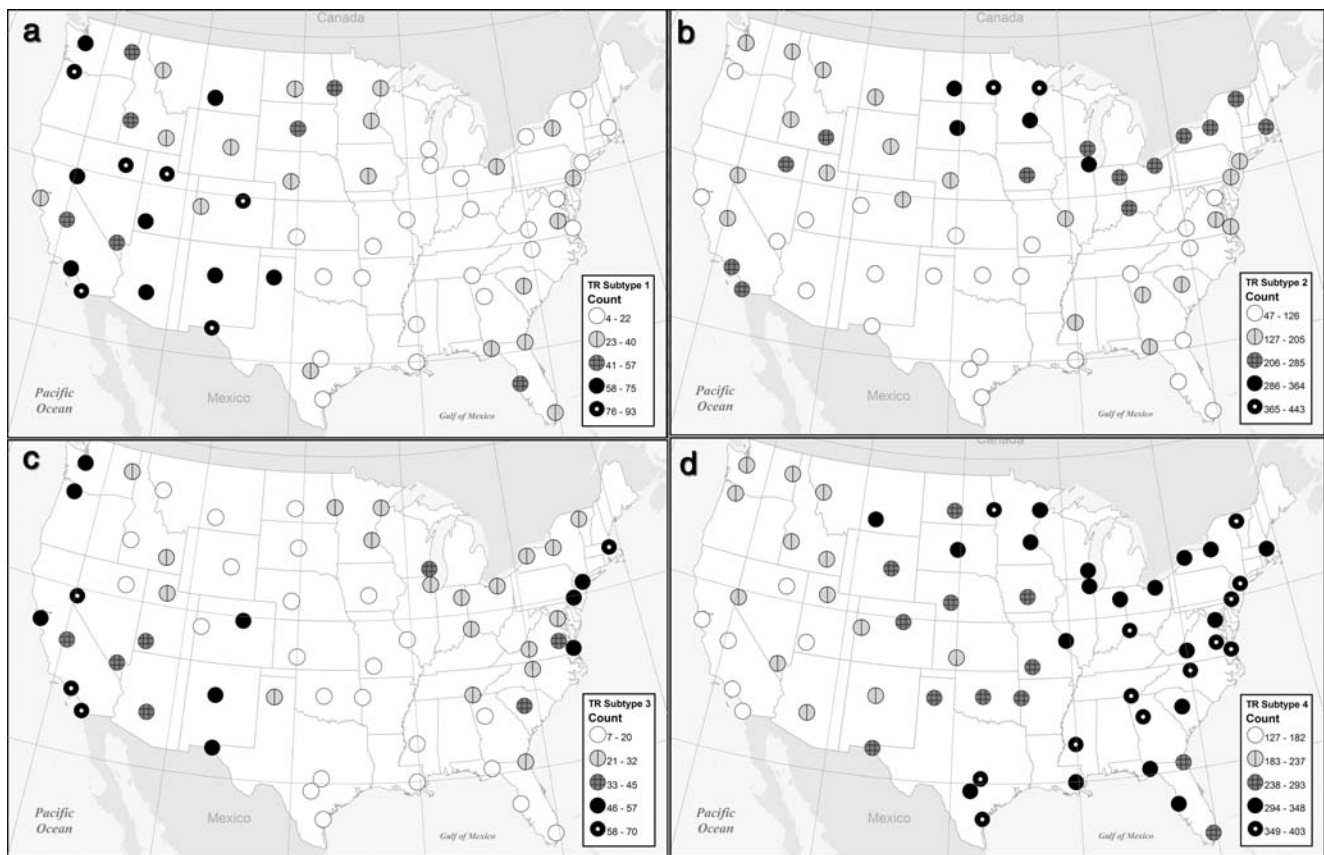 a
Canada
Pacific
Ocean
Mexico
Gulf of Mexico
TR Subtype 1
Count
4 - 22
23 - 40
41 - 57
58 - 75
76 - 93
b
Canada
Pacific
Ocean
Mexico
Gulf of Mexico
TR Subtype 2
Count
47 - 126
127 - 205
206 - 285
286 - 364
365 - 443
c
Pacific
Ocean
Mexico
Gulf of Mexico
TR Subtype 3
Count
7 - 20
21 - 32
33 - 45
46 - 57
58 - 70
d
Canada
Pacific
Ocean
Mexico
Gulf of Mexico
TR Subtype 4
Count
127 - 182
183 - 237
238 - 293
294 - 348
349 - 403